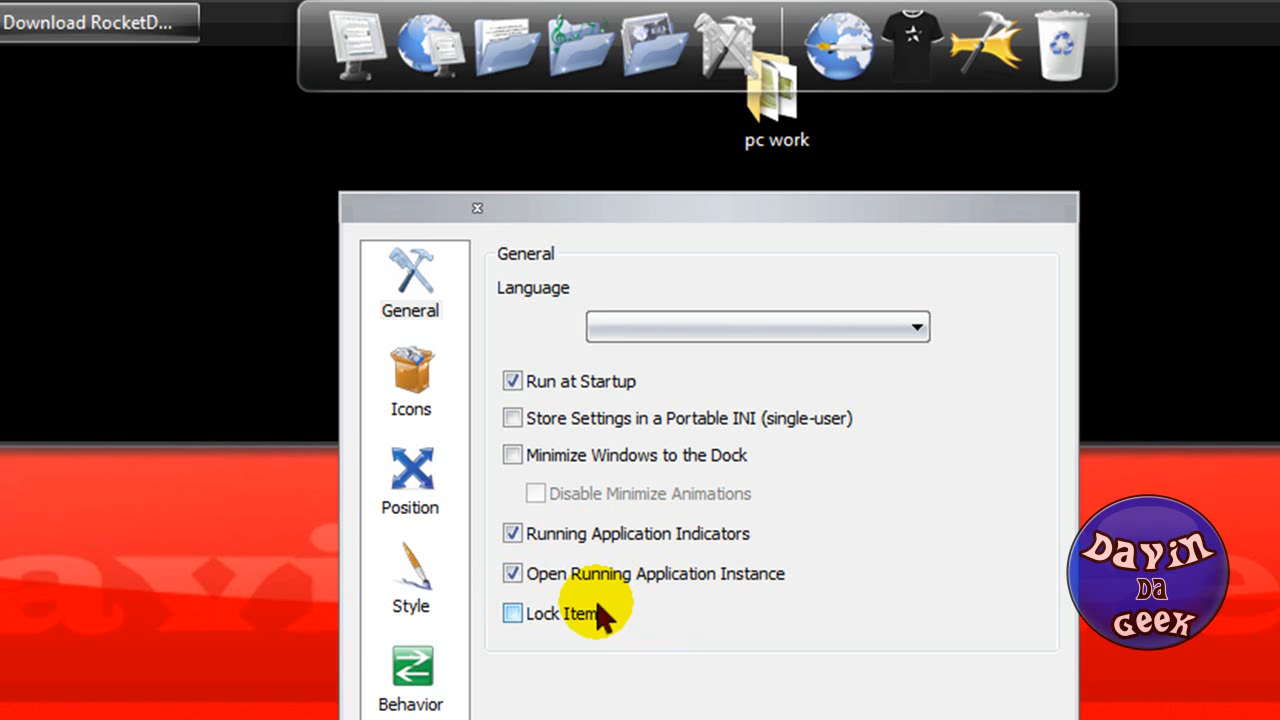 Download RocketD...
pc work
General
Language
General
Run at Startup
Store Settings in a Portable INI (single-user)
Icons
Minimize Windows to the Dock
Disable Minimize Animations
Position
Running Application Indicators
Open Running Application Instance
Style
Lock Item
Behavior
Dayin
Da
Geek